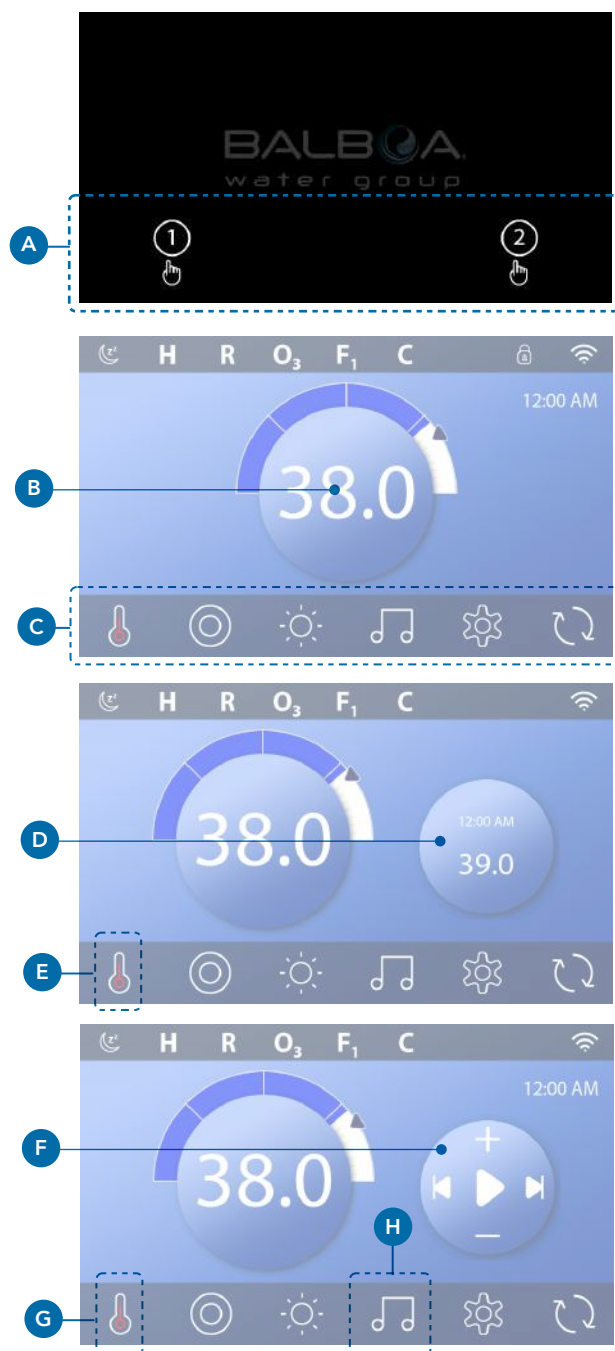 BALBOA
water group
A
1
2
H R O₃ F₁ C
12:00 AM
B
38.0
C
H R O₃ F₁ C
D
38.0
12:00 AM
39.0
E
H R O₃ F₁ C
12:00 AM
F
38.0
H
G